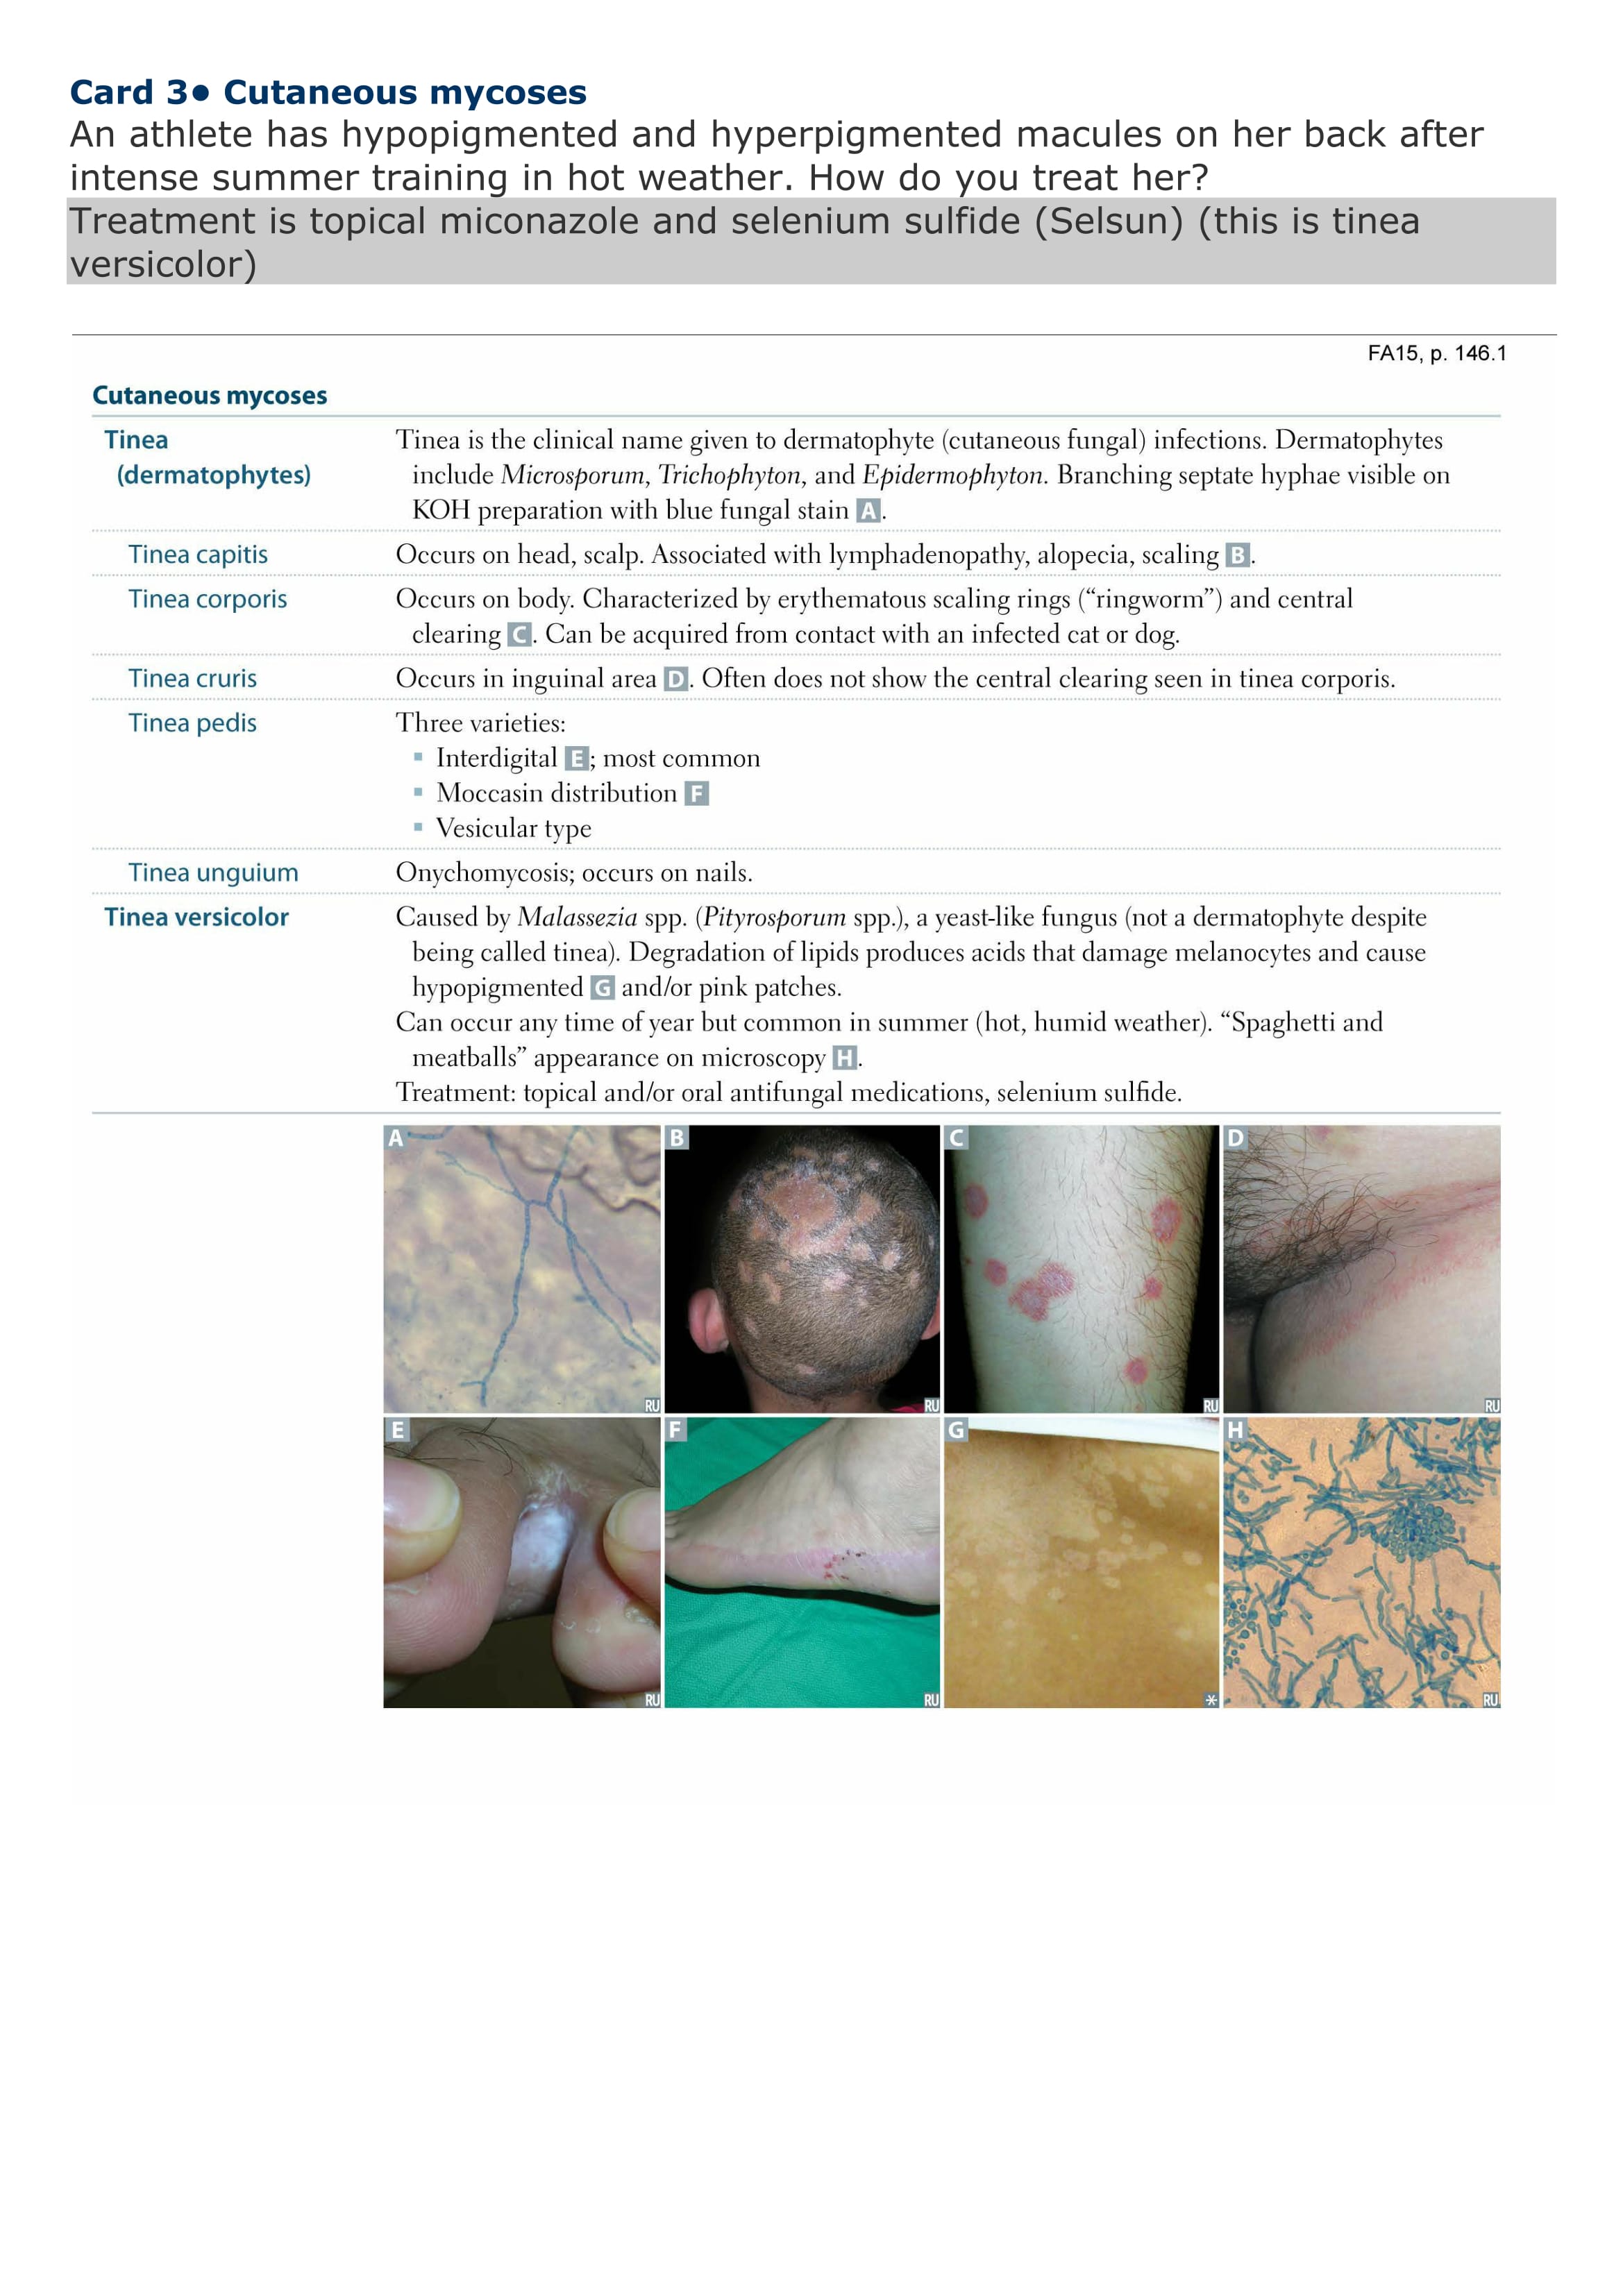 Card 3● Cutaneous mycoses
An athlete has hypopigmented and hyperpigmented macules on her back after
intense summer training in hot weather. How do you treat her?
Treatment is topical miconazole and selenium sulfide (Selsun) (this is tinea
versicolor)
FA15, p. 146.1
Cutaneous mycoses
Tinea
(dermatophytes)
Tinea is the clinical name given to dermatophyte (cutaneous fungal) infections. Dermatophytes
include Microsporum, Trichophyton, and Epidermophyton. Branching septate hyphae visible on
KOH preparation with blue fungal stain A.
Tinea capitis
Occurs on head, scalp. Associated with lymphadenopathy, alopecia, scaling B.
Tinea corporis
Occurs on body. Characterized by erythematous scaling rings (“ringworm”) and central
clearing C. Can be acquired from contact with an infected cat or dog.
Tinea cruris
Occurs in inguinal area D. Often does not show the central clearing seen in tinea corporis.
Tinea pedis
Three varieties:
▪ Interdigital E; most common
▪ Moccasin distribution F
▪ Vesicular type
Tinea unguium
Onychomycosis; occurs on nails.
Tinea versicolor
Caused by Malassezia spp. (Pityrosporum spp.), a yeast-like fungus (not a dermatophyte despite
being called tinea). Degradation of lipids produces acids that damage melanocytes and cause
hypopigmented G and/or pink patches.
Can occur any time of year but common in summer (hot, humid weather). “Spaghetti and
meatballs” appearance on microscopy H.
Treatment: topical and/or oral antifungal medications, selenium sulfide.
A
B
C
D
RU
RU
RU
RU
E
F
G
H
RU
RU
*
RU